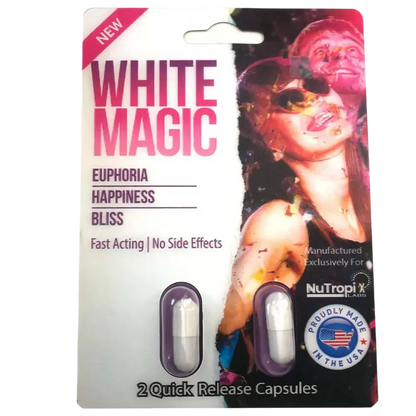 NEW
WHITE
MAGIC
EUPHORIA
HAPPINESS
BLISS
Fast Acting | No Side Effects
Manufactured
Exclusively For
NuTropix
LABS
PROUDLY MADE
IN THE USA
2 Quick Release Capsules